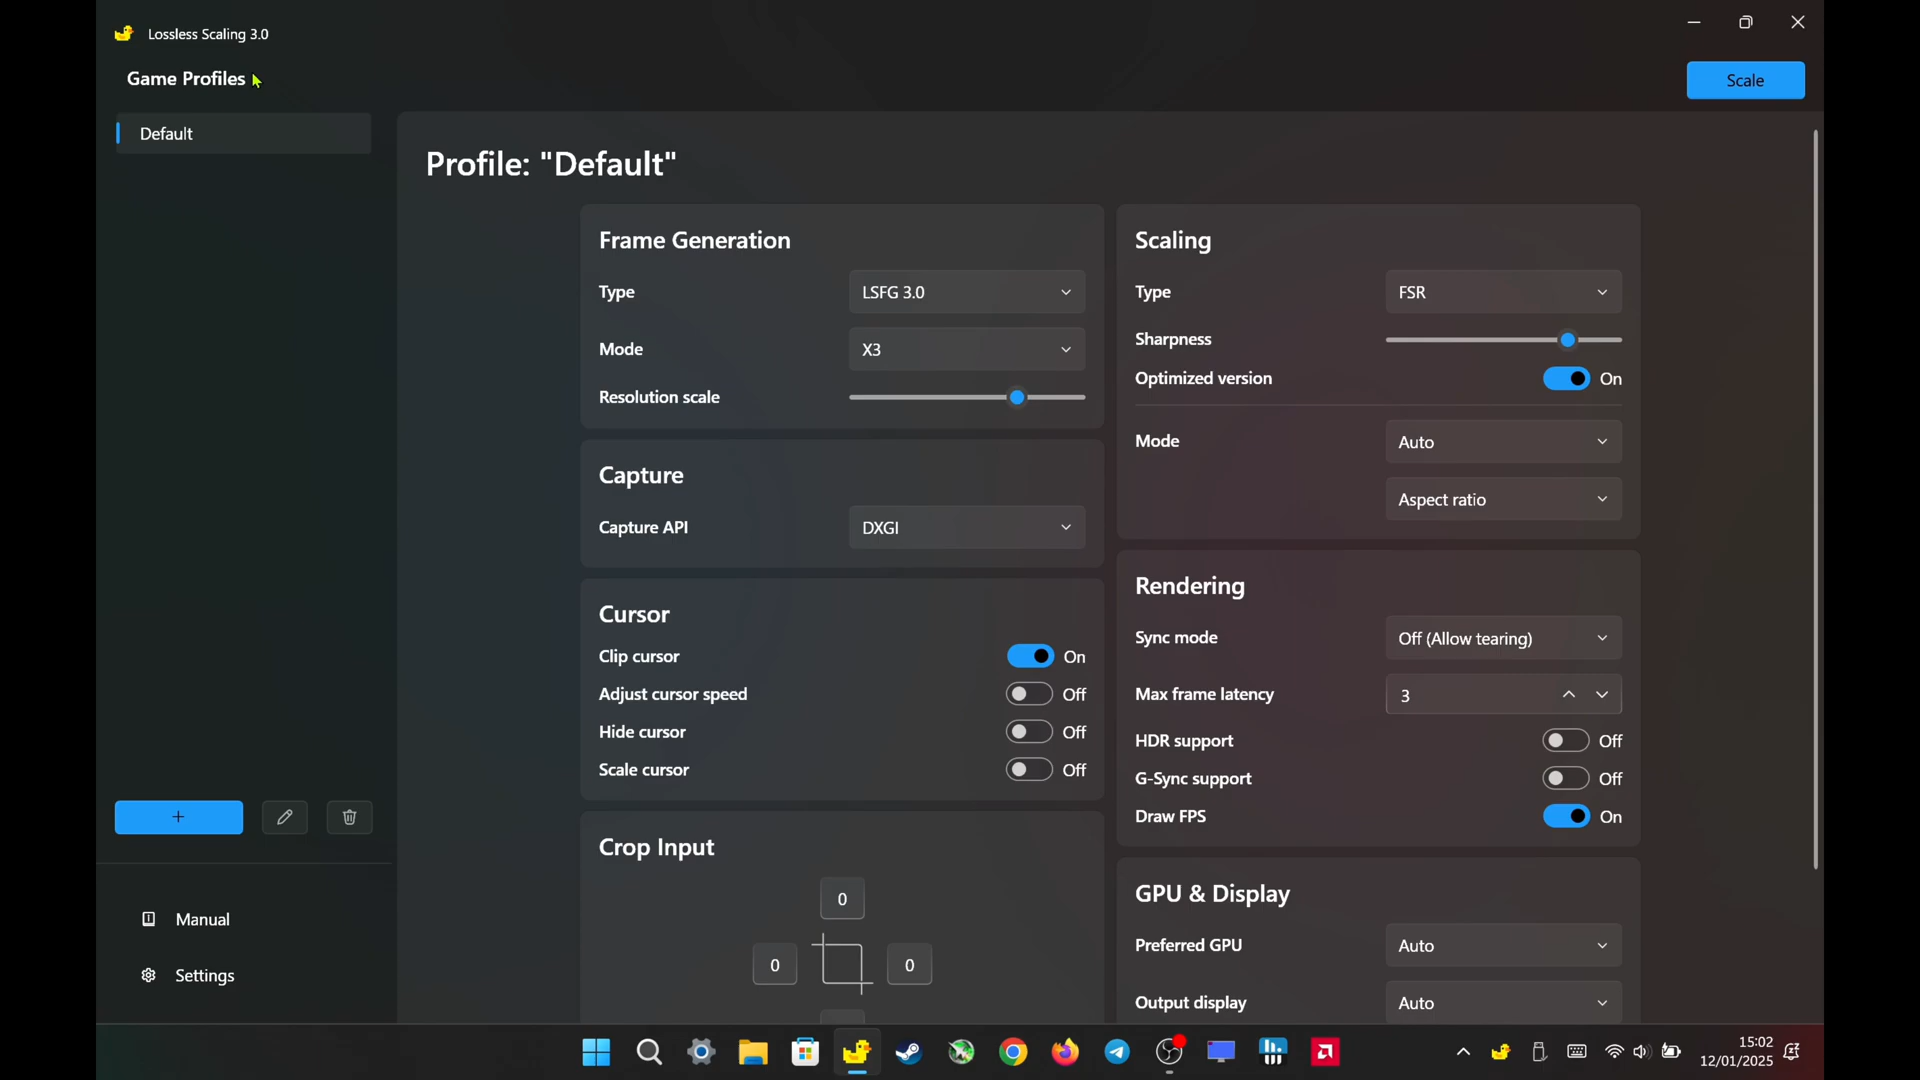 Lossless Scaling 3.0
Game Profiles
Scale
Default
Profile: "Default"
Frame Generation
Type
LSFG 3.0
Mode
X3
Resolution scale
Capture
Capture API
DXGI
Cursor
Clip cursor
On
Adjust cursor speed
Off
Hide cursor
Off
Scale cursor
Off
Crop Input
0
0
0
Scaling
Type
FSR
Sharpness
Optimized version
On
Mode
Auto
Aspect ratio
Rendering
Sync mode
Off (Allow tearing)
Max frame latency
3
HDR support
Off
G-Sync support
Off
Draw FPS
On
GPU & Display
Preferred GPU
Auto
Output display
Auto
+
Manual
Settings
15:02
12/01/2025